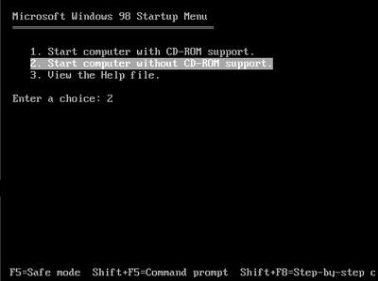 Microsoft Windows 98 Startup Menu
1. Start computer with CD-ROM support.
2. Start computer without CD-ROM support.
3. View the Help file.
Enter a choice: 2
F5=Safe mode Shift+F5=Command prompt Shift+F8=Step-by-step c